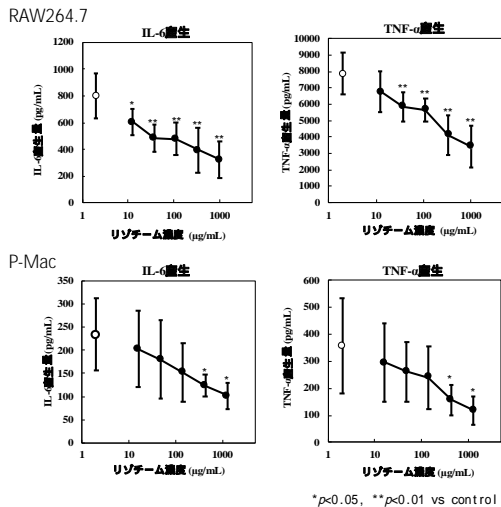 RAW264.7
IL-6産生
IL-6産生量(pg/mL)
1200
1000
800
600
400
200
0
* ** ** ** **
1 10 100 1000
リゾチーム濃度 (μg/mL)
TNF-α産生
TNF-α産生量(pg/mL)
10000
9000
8000
7000
6000
5000
4000
3000
2000
1000
0
** ** ** **
1 10 100 1000
リゾチーム濃度 (μg/mL)
P-Mac
IL-6産生
IL-6産生量(pg/mL)
350
300
250
200
150
100
50
0
* *
1 10 100 1000
リゾチーム濃度 (μg/mL)
TNF-α産生
TNF-α産生量(pg/mL)
600
500
400
300
200
100
0
* *
1 10 100 1000
リゾチーム濃度 (μg/mL)
*p<0.05, **p<0.01 vs control